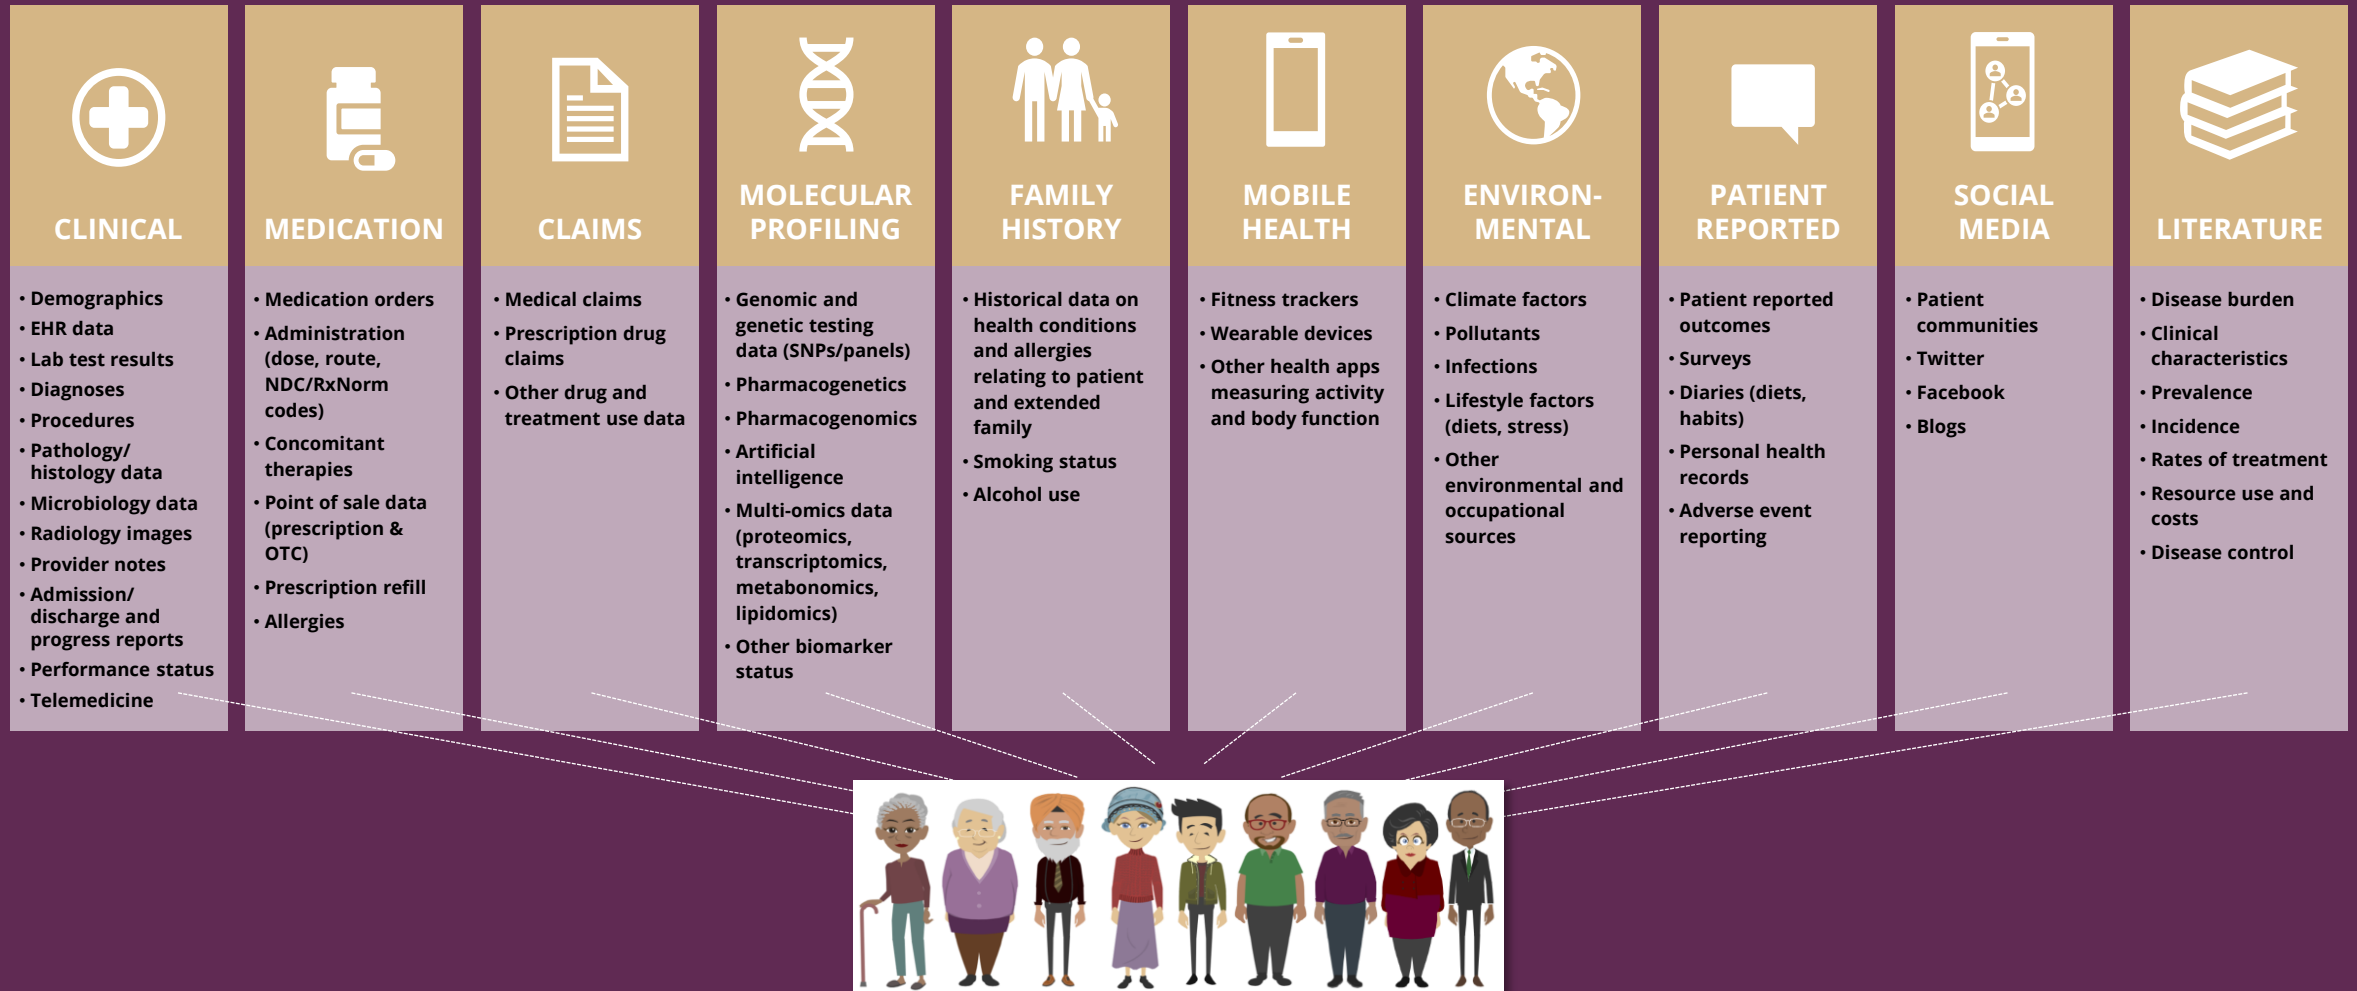 CLINICAL
• Demographics
• EHR data
• Lab test results
• Diagnoses
• Procedures
• Pathology/
histology data
• Microbiology data
• Radiology images
• Provider notes
• Admission/
discharge and
progress reports
• Performance status
• Telemedicine
MEDICATION
• Medication orders
• Administration
(dose, route,
NDC/RxNorm
codes)
• Concomitant
therapies
• Point of sale data
(prescription &
OTC)
• Prescription refill
• Allergies
CLAIMS
• Medical claims
• Prescription drug
claims
• Other drug and
treatment use data
MOLECULAR
PROFILING
• Genomic and
genetic testing
data (SNPs/panels)
• Pharmacogenetics
• Pharmacogenomics
• Artificial
intelligence
• Multi-omics data
(proteomics,
transcriptomics,
metabonomics,
lipidomics)
• Other biomarker
status
FAMILY
HISTORY
• Historical data on
health conditions
and allergies
relating to patient
and extended
family
• Smoking status
• Alcohol use
MOBILE
HEALTH
• Fitness trackers
• Wearable devices
• Other health apps
measuring activity
and body function
ENVIRON-
MENTAL
• Climate factors
• Pollutants
• Infections
• Lifestyle factors
(diets, stress)
• Other
environmental and
occupational
sources
PATIENT
REPORTED
• Patient reported
outcomes
• Surveys
• Diaries (diets,
habits)
• Personal health
records
• Adverse event
reporting
SOCIAL
MEDIA
• Patient
communities
• Twitter
• Facebook
• Blogs
LITERATURE
• Disease burden
• Clinical
characteristics
• Prevalence
• Incidence
• Rates of treatment
• Resource use and
costs
• Disease control